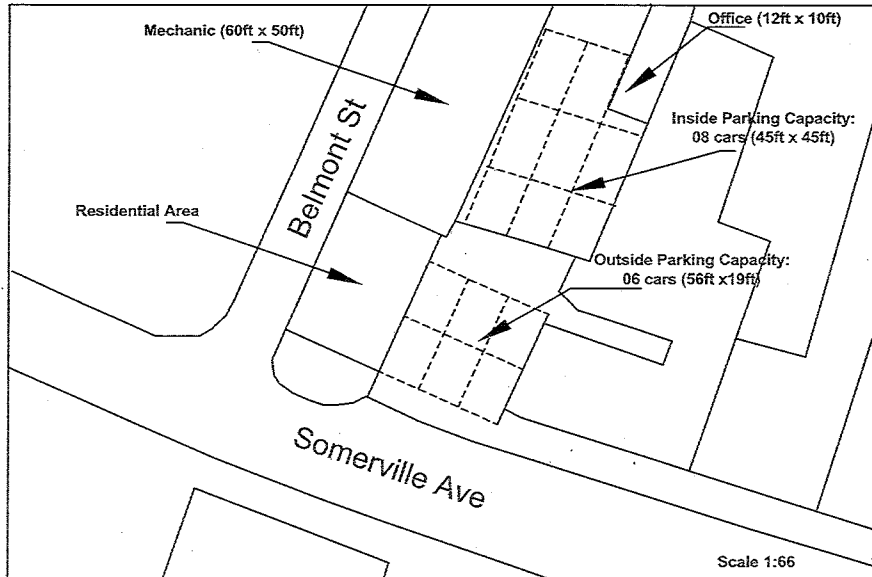 Office (12ft x 10ft)
Mechanic (60ft x 50ft)
Inside Parking Capacity:
08 cars (45ft x 45ft)
Belmont St
Residential Area
Outside Parking Capacity:
06 cars (56ft x19ft)
Somerville Ave
Scale 1:66